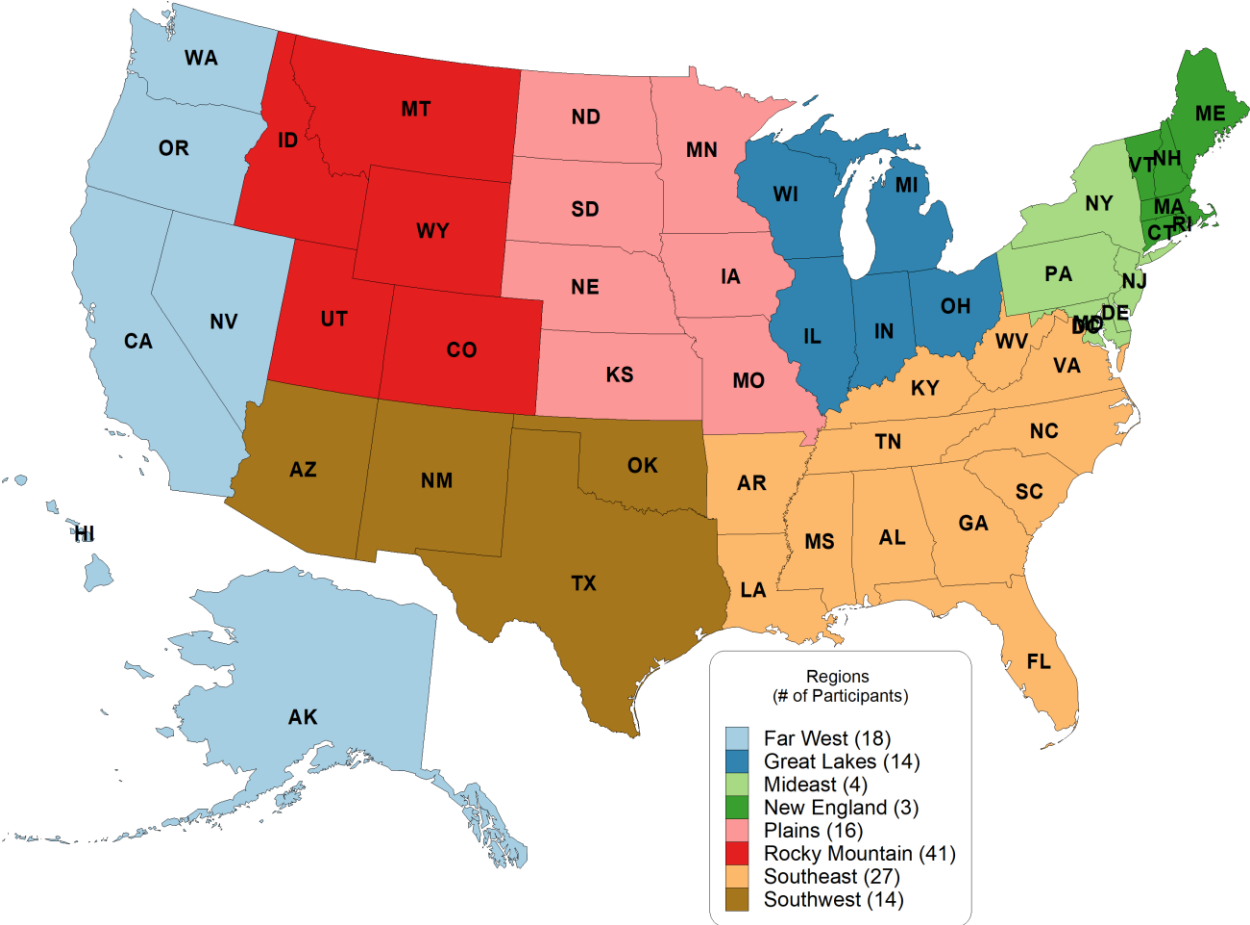 WA
MT
ME
ND
OR
ID
MN
VT
NH
WI
MI
NY
MA
SD
RI
WY
CT
PA
IA
NJ
NE
OH
DE
UT
NV
MD
DC
IL
IN
CA
CO
WV
VA
KS
MO
KY
NC
TN
OK
AZ
NM
AR
SC
GA
HI
MS
AL
TX
LA
FL
AK
Regions
(# of Participants)
Far West (18)
Great Lakes (14)
Mideast (4)
New England (3)
Plains (16)
Rocky Mountain (41)
Southeast (27)
Southwest (14)